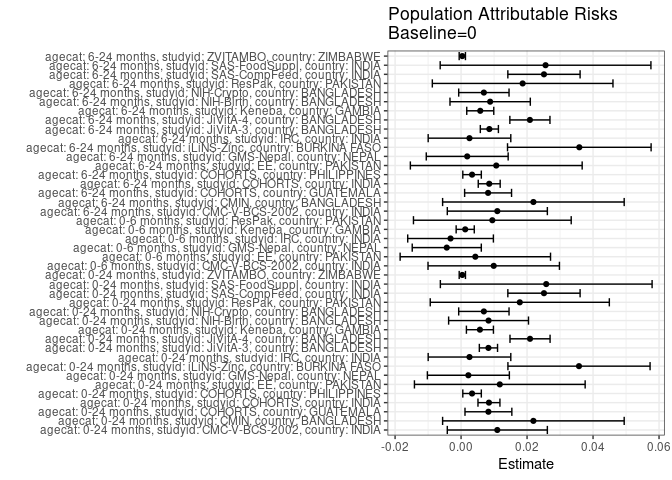 Population Attributable Risks
Baseline=0
agecat: 6-24 months, studyid: ZVITAMBO, country: ZIMBABWE
agecat: 6-24 months, studyid: SAS-FoodSuppl, country: INDIA
agecat: 6-24 months, studyid: SAS-CompFeed, country: INDIA
agecat: 6-24 months, studyid: ResPak, country: PAKISTAN
agecat: 6-24 months, studyid: NIH-Crypto, country: BANGLADESH
agecat: 6-24 months, studyid: NIH-Birth, country: BANGLADESH
agecat: 6-24 months, studyid: Keneba, country: GAMBIA
agecat: 6-24 months, studyid: JiVitA-4, country: BANGLADESH
agecat: 6-24 months, studyid: JiVitA-3, country: BANGLADESH
agecat: 6-24 months, studyid: IRC, country: INDIA
agecat: 6-24 months, studyid: iLiNS-Zinc, country: BURKINA FASO
agecat: 6-24 months, studyid: GMS-Nepal, country: NEPAL
agecat: 6-24 months, studyid: EE, country: PAKISTAN
agecat: 6-24 months, studyid: COHORTS, country: PHILIPPINES
agecat: 6-24 months, studyid: COHORTS, country: INDIA
agecat: 6-24 months, studyid: COHORTS, country: GUATEMALA
agecat: 6-24 months, studyid: CMIN, country: BANGLADESH
agecat: 6-24 months, studyid: CMC-V-BCS-2002, country: INDIA
agecat: 0-6 months, studyid: ResPak, country: PAKISTAN
agecat: 0-6 months, studyid: Keneba, country: GAMBIA
agecat: 0-6 months, studyid: IRC, country: INDIA
agecat: 0-6 months, studyid: GMS-Nepal, country: NEPAL
agecat: 0-6 months, studyid: EE, country: PAKISTAN
agecat: 0-6 months, studyid: CMC-V-BCS-2002, country: INDIA
agecat: 0-24 months, studyid: ZVITAMBO, country: ZIMBABWE
agecat: 0-24 months, studyid: SAS-FoodSuppl, country: INDIA
agecat: 0-24 months, studyid: SAS-CompFeed, country: INDIA
agecat: 0-24 months, studyid: ResPak, country: PAKISTAN
agecat: 0-24 months, studyid: NIH-Crypto, country: BANGLADESH
agecat: 0-24 months, studyid: NIH-Birth, country: BANGLADESH
agecat: 0-24 months, studyid: Keneba, country: GAMBIA
agecat: 0-24 months, studyid: JiVitA-4, country: BANGLADESH
agecat: 0-24 months, studyid: JiVitA-3, country: BANGLADESH
agecat: 0-24 months, studyid: IRC, country: INDIA
agecat: 0-24 months, studyid: iLiNS-Zinc, country: BURKINA FASO
agecat: 0-24 months, studyid: GMS-Nepal, country: NEPAL
agecat: 0-24 months, studyid: EE, country: PAKISTAN
agecat: 0-24 months, studyid: COHORTS, country: PHILIPPINES
agecat: 0-24 months, studyid: COHORTS, country: INDIA
agecat: 0-24 months, studyid: COHORTS, country: GUATEMALA
agecat: 0-24 months, studyid: CMIN, country: BANGLADESH
agecat: 0-24 months, studyid: CMC-V-BCS-2002, country: INDIA
-0.02 0.00 0.02 0.04 0.06
Estimate